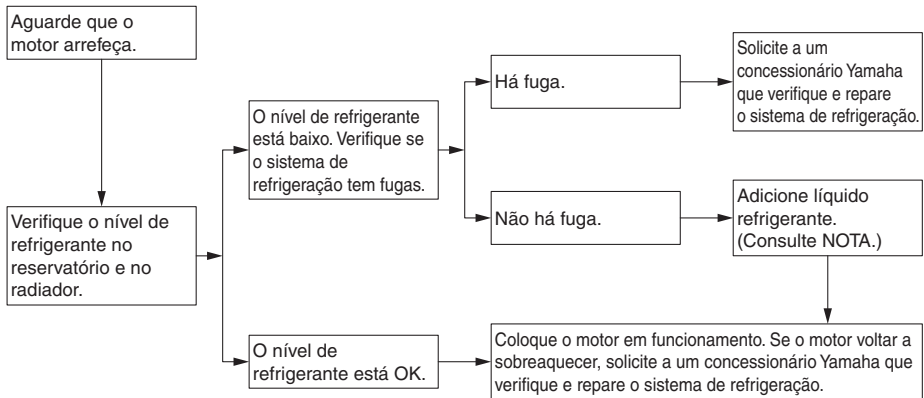 Aguarde que o
motor arrefeça.
Verifique o nível de
refrigerante no
reservatório e no
radiador.
O nível de refrigerante
está baixo. Verifique se
o sistema de
refrigeração tem fugas.
Há fuga.
Solicite a um
concessionário Yamaha
que verifique e repare
o sistema de refrigeração.
Não há fuga.
Adicione líquido
refrigerante.
(Consulte NOTA.)
O nível de
refrigerante está OK.
Coloque o motor em funcionamento. Se o motor voltar a
sobreaquecer, solicite a um concessionário Yamaha que
verifique e repare o sistema de refrigeração.